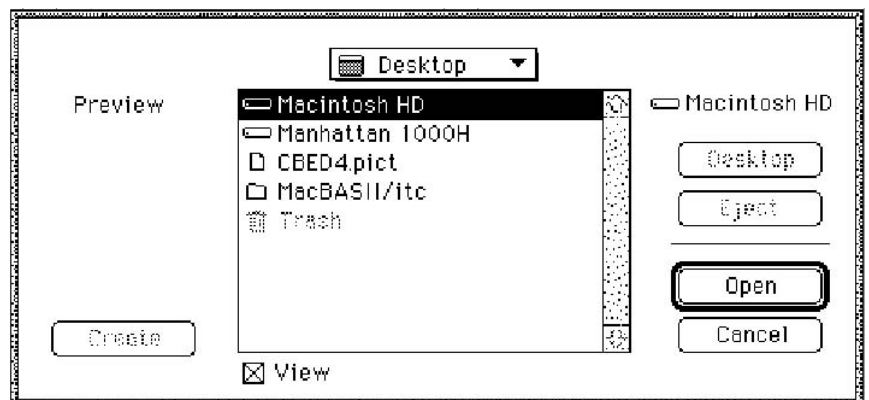 Desktop
Preview
Macintosh HD
Manhattan 1000H
CBED4.pict
MacBASII/itc
Trash
Macintosh HD
Desktop
Eject
Open
Cancel
Create
View